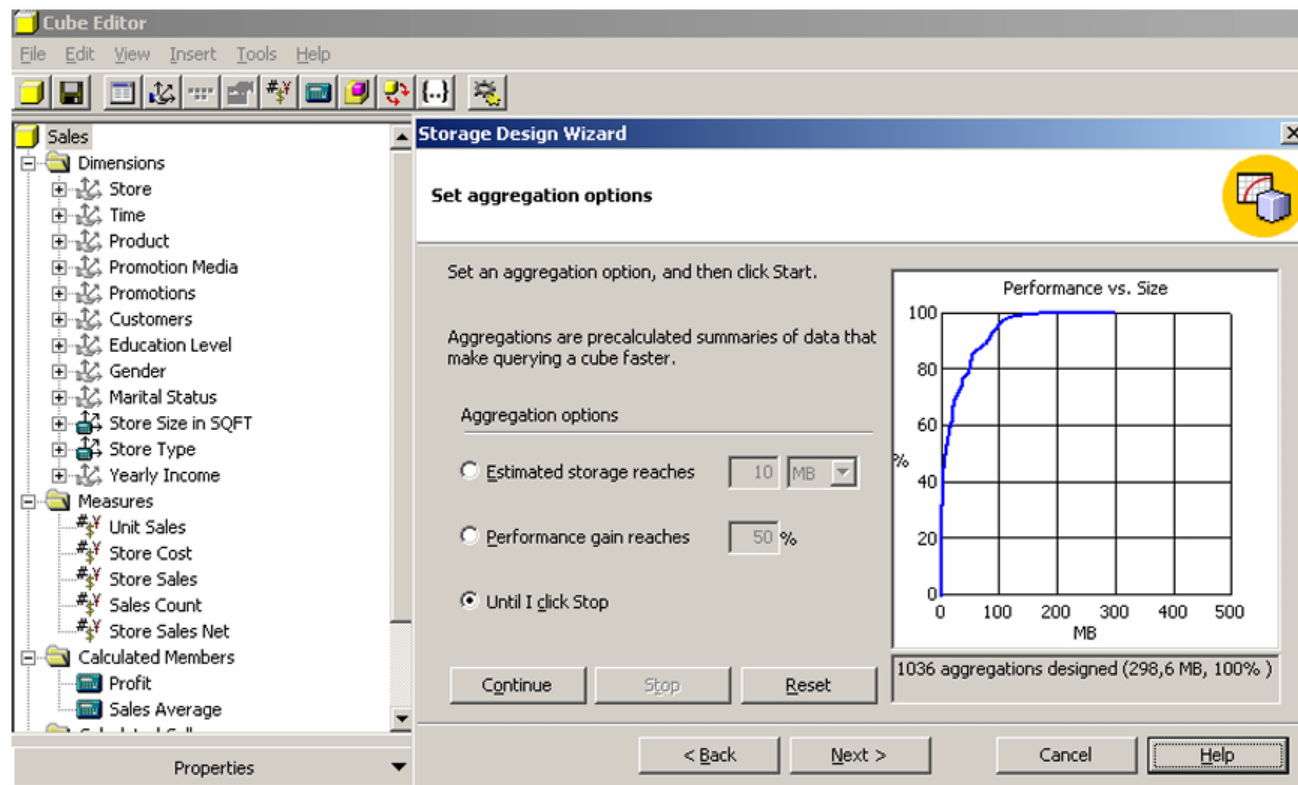 Cube Editor
File Edit View Insert Tools Help
Sales
Dimensions
Store
Time
Product
Promotion Media
Promotions
Customers
Education Level
Gender
Marital Status
Store Size in SQFT
Store Type
Yearly Income
Measures
Unit Sales
Store Cost
Store Sales
Sales Count
Store Sales Net
Calculated Members
Profit
Sales Average
Properties
Storage Design Wizard
Set aggregation options
Set an aggregation option, and then click Start.
Aggregations are precalculated summaries of data that
make querying a cube faster.
Aggregation options
Estimated storage reaches 10 MB
Performance gain reaches 50 %
Until I click Stop
Continue Stop Reset
Performance vs. Size
100
80
60
%
40
20
0
0 100 200 300 400 500
MB
1036 aggregations designed (298,6 MB, 100% )
< Back Next > Cancel Help